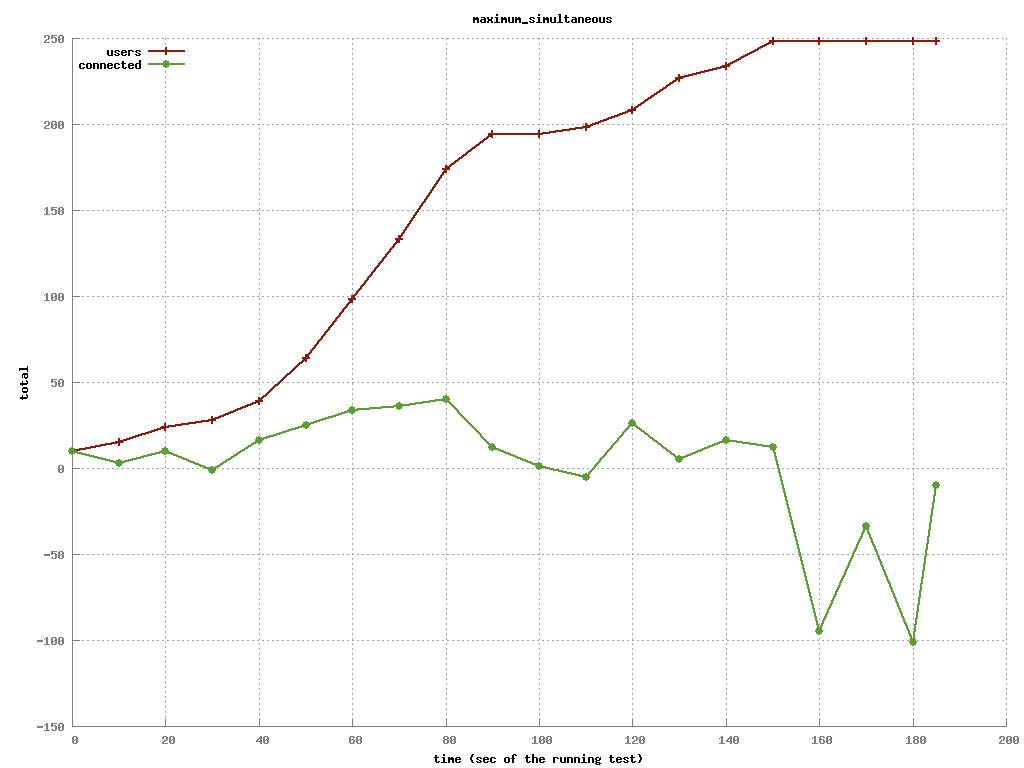 maximum_simultaneous
users
connected
250
200
150
100
50
0
-50
-100
-150
total
0 20 40 60 80 100 120 140 160 180 200
time (sec of the running test)